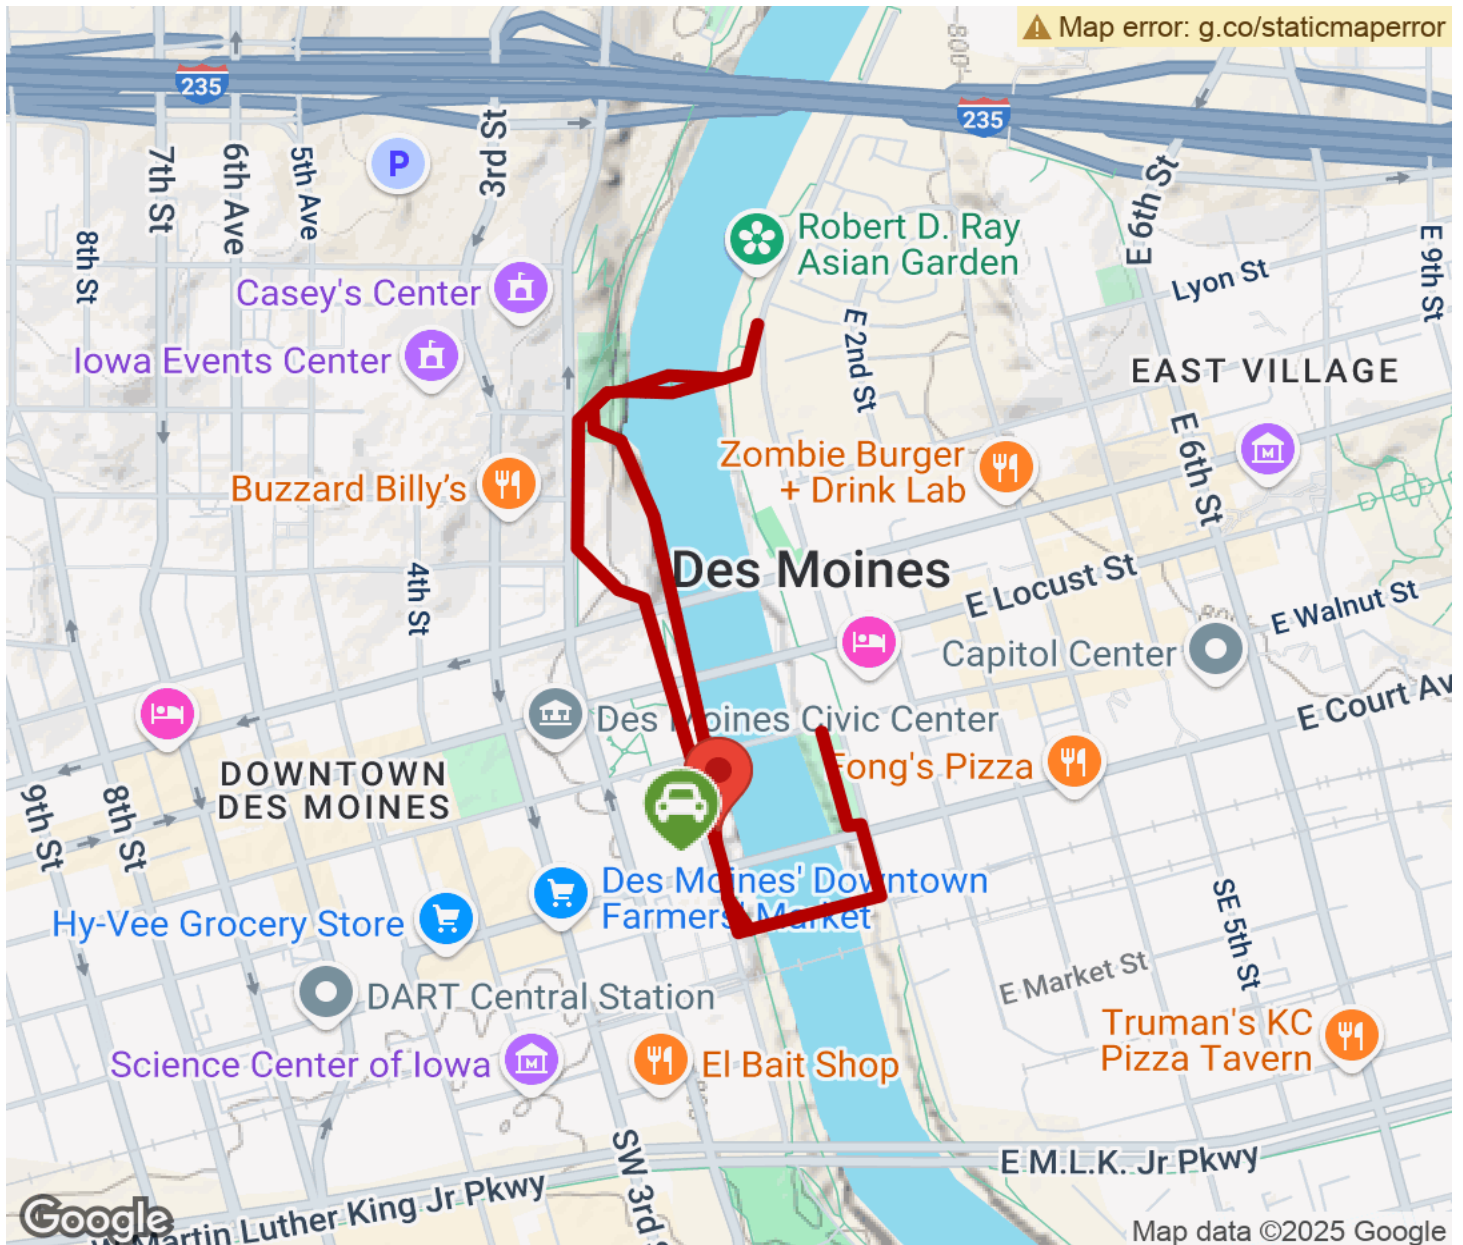 Map error: g.co/staticmaperror
800'
235
235
3rd St
P
7th St
6th Ave
5th Ave
8th St
E 6th St
E 9th St
Robert D. Ray
Asian Garden
Lyon St
Casey's Center
Iowa Events Center
E 2nd St
EAST VILLAGE
E 6th St
Zombie Burger
+ Drink Lab
Buzzard Billy's
Des Moines
4th St
E Locust St
E Walnut St
Capitol Center
E Court Av
Des Moines Civic Center
Fong's Pizza
DOWNTOWN
DES MOINES
9th St
8th St
Des Moines' Downtown
Farmers' Market
Hy-Vee Grocery Store
SE 5th St
E Market St
DART Central Station
Science Center of Iowa
El Bait Shop
Truman's KC
Pizza Tavern
SW 3rd S
E M.L.K. Jr Pkwy
W Martin Luther King Jr Pkwy
Google
Map data ©2025 Google